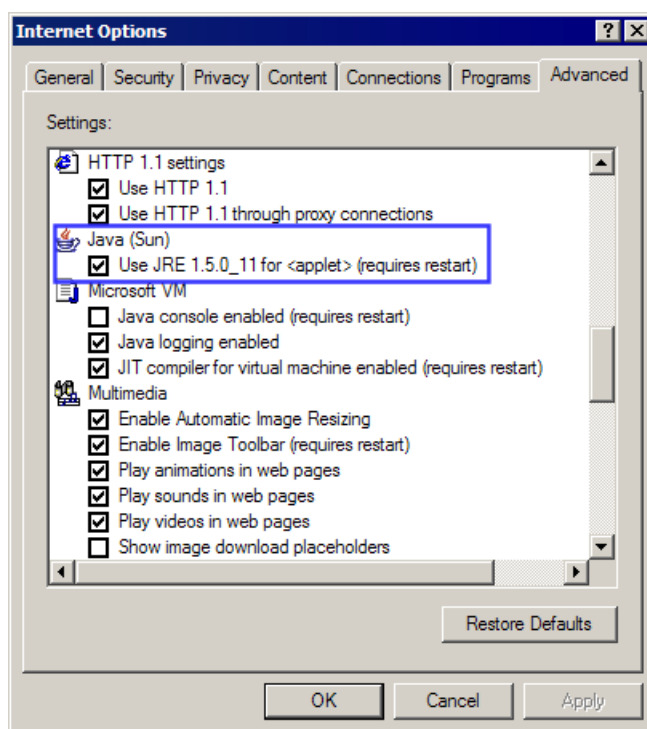 Internet Options
General Security Privacy Content Connections Programs Advanced
Settings:
HTTP 1.1 settings
Use HTTP 1.1
Use HTTP 1.1 through proxy connections
Java (Sun)
Use JRE 1.5.0_11 for <applet> (requires restart)
Microsoft VM
Java console enabled (requires restart)
Java logging enabled
JIT compiler for virtual machine enabled (requires restart)
Multimedia
Enable Automatic Image Resizing
Enable Image Toolbar (requires restart)
Play animations in web pages
Play sounds in web pages
Play videos in web pages
Show image download placeholders
Restore Defaults
OK Cancel Apply